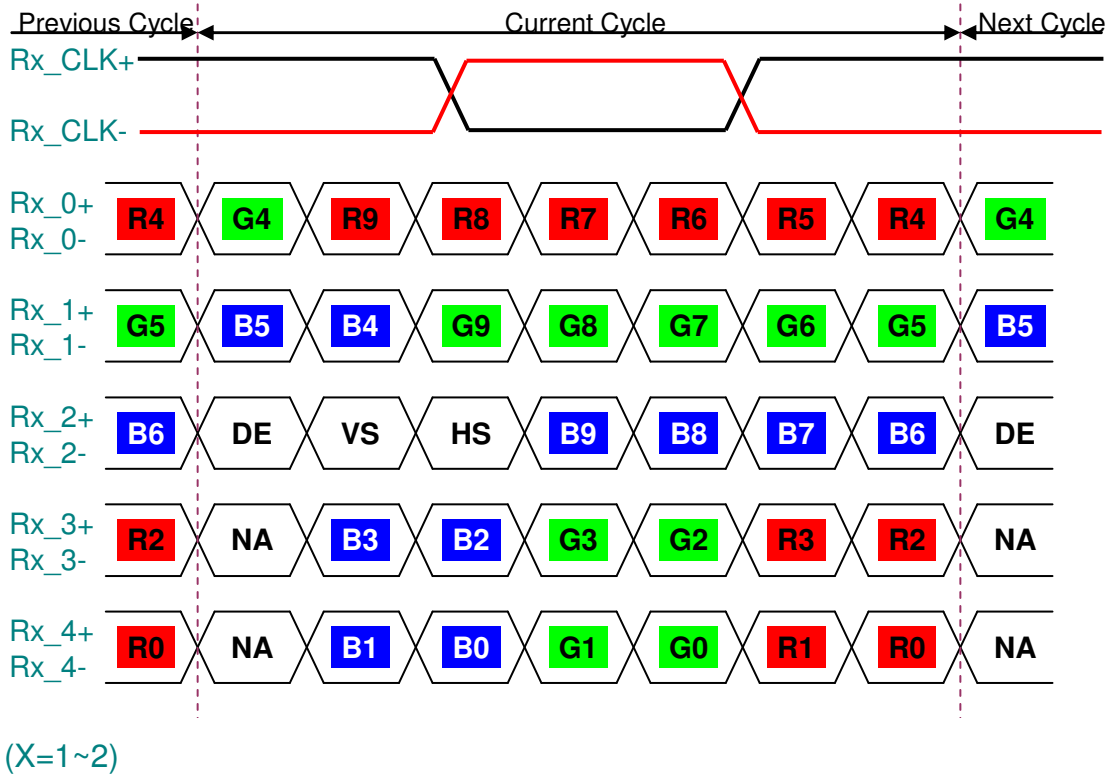 Previous Cycle Current Cycle Next Cycle
Rx_CLK+
Rx_CLK-
Rx_0+
Rx_0-
R4 G4 R9 R8 R7 R6 R5 R4 G4
Rx_1+
Rx_1-
G5 B5 B4 G9 G8 G7 G6 G5 B5
Rx_2+
Rx_2-
B6 DE VS HS B9 B8 B7 B6 DE
Rx_3+
Rx_3-
R2 NA B3 B2 G3 G2 R3 R2 NA
Rx_4+
Rx_4-
R0 NA B1 B0 G1 G0 R1 R0 NA
(X=1~2)